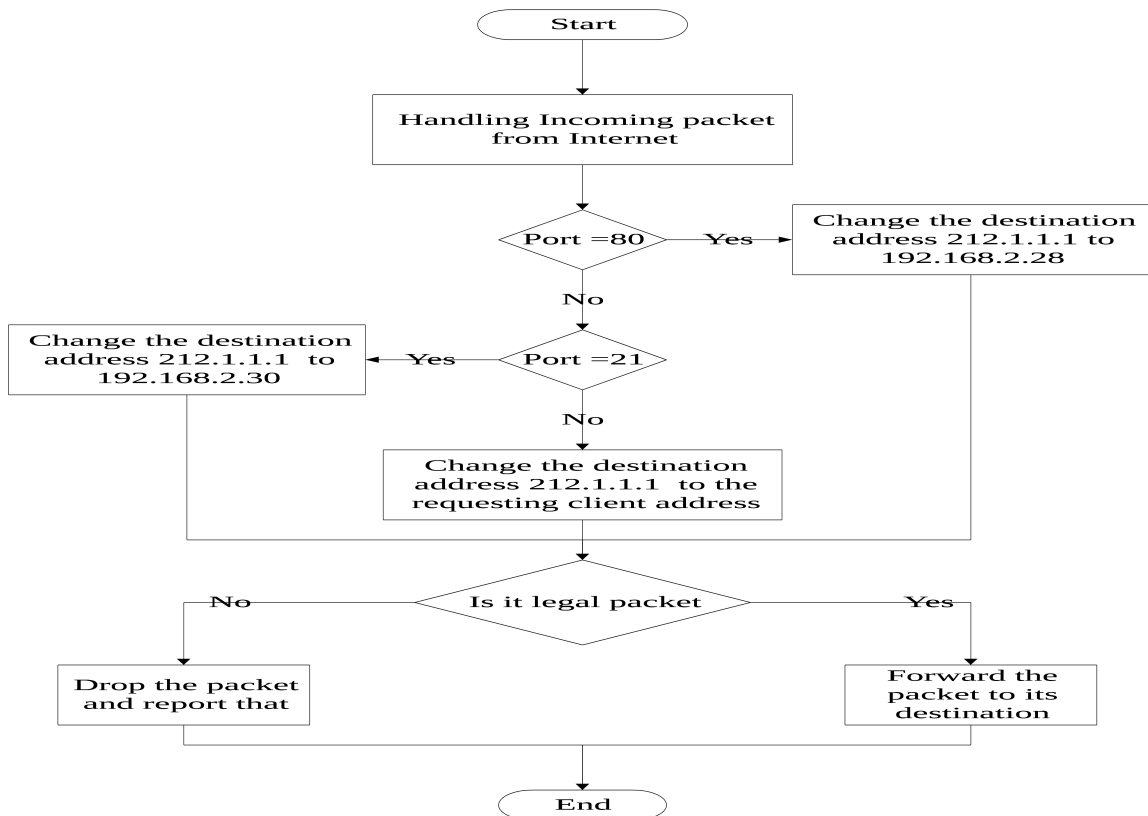 Start
Handling Incoming packet
from Internet
Port =80
Yes
Change the destination
address 212.1.1.1 to
192.168.2.28
No
Change the destination
address 212.1.1.1 to
192.168.2.30
Yes
Port =21
No
Change the destination
address 212.1.1.1 to the
requesting client address
Is it legal packet
No
Yes
Drop the packet
and report that
Forward the
packet to its
destination
End